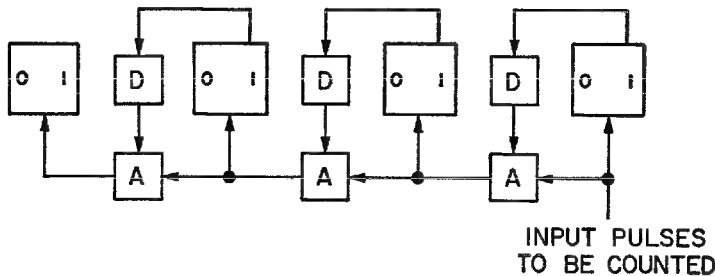 0 1 D 0 1 D 0 1 D 0 1
A A A
INPUT PULSES
TO BE COUNTED